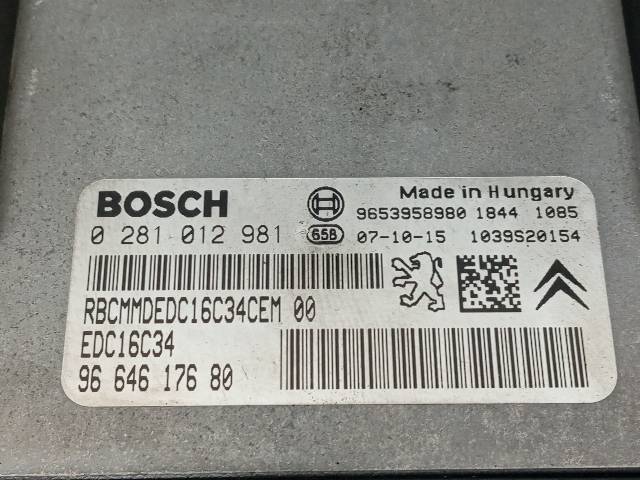 BOSCH
Made in Hungary
9653958980 1844 1085
0 281 012 981 65B 07-10-15 1039S20154
RBCMMDEDC16C34CEM 00
EDC16C34
96 646 176 80